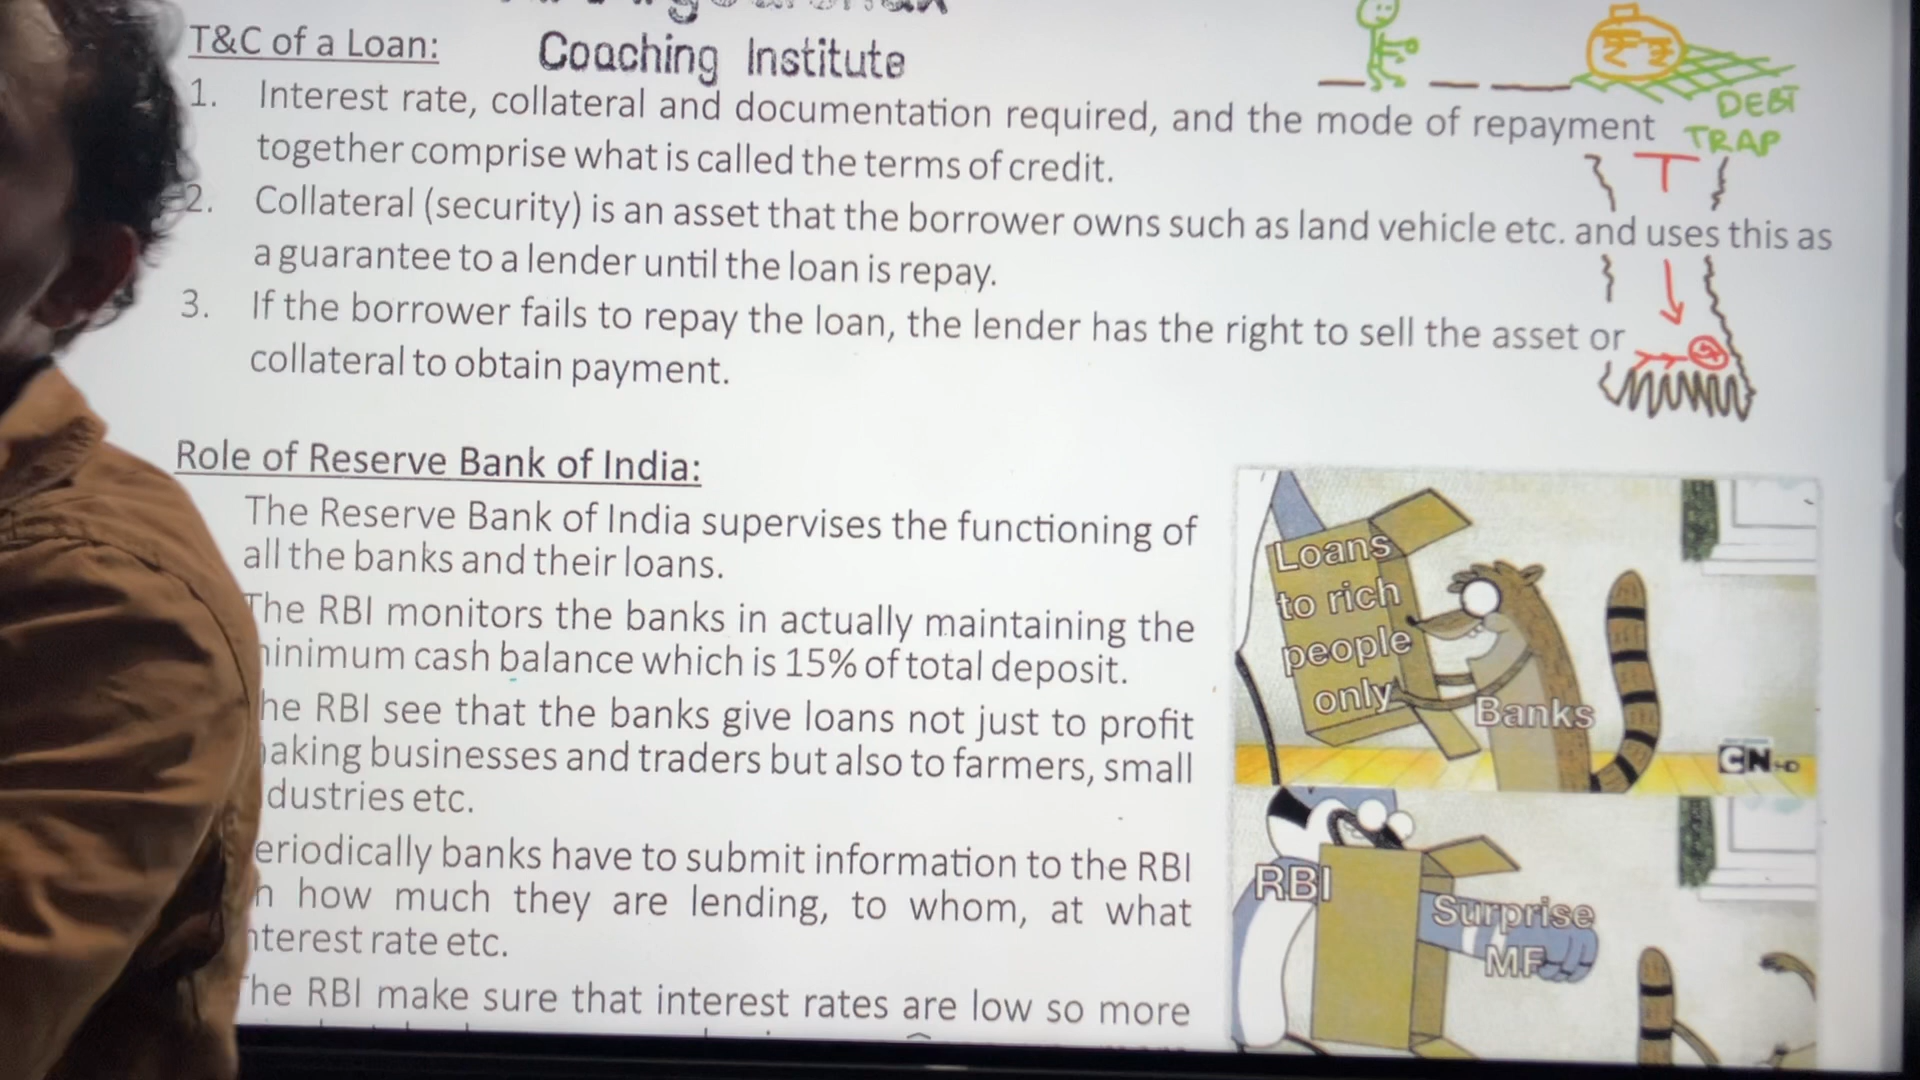 T&C of a Loan:
Coaching Institute
1. Interest rate, collateral and documentation required, and the mode of repayment
together comprise what is called the terms of credit.
2. Collateral (security) is an asset that the borrower owns such as land vehicle etc. and uses this as
a guarantee to a lender until the loan is repay.
3. If the borrower fails to repay the loan, the lender has the right to sell the asset or
collateral to obtain payment.
₹ ₹
DEBT
TRAP
Role of Reserve Bank of India:
The Reserve Bank of India supervises the functioning of
all the banks and their loans.
The RBI monitors the banks in actually maintaining the
inimum cash balance which is 15% of total deposit.
he RBI see that the banks give loans not just to profit
aking businesses and traders but also to farmers, small
dustries etc.
eriodically banks have to submit information to the RBI
n how much they are lending, to whom, at what
nterest rate etc.
The RBI make sure that interest rates are low so more
Loans
to rich
people
only
Banks
CN HD
RBI
Surprise
MF